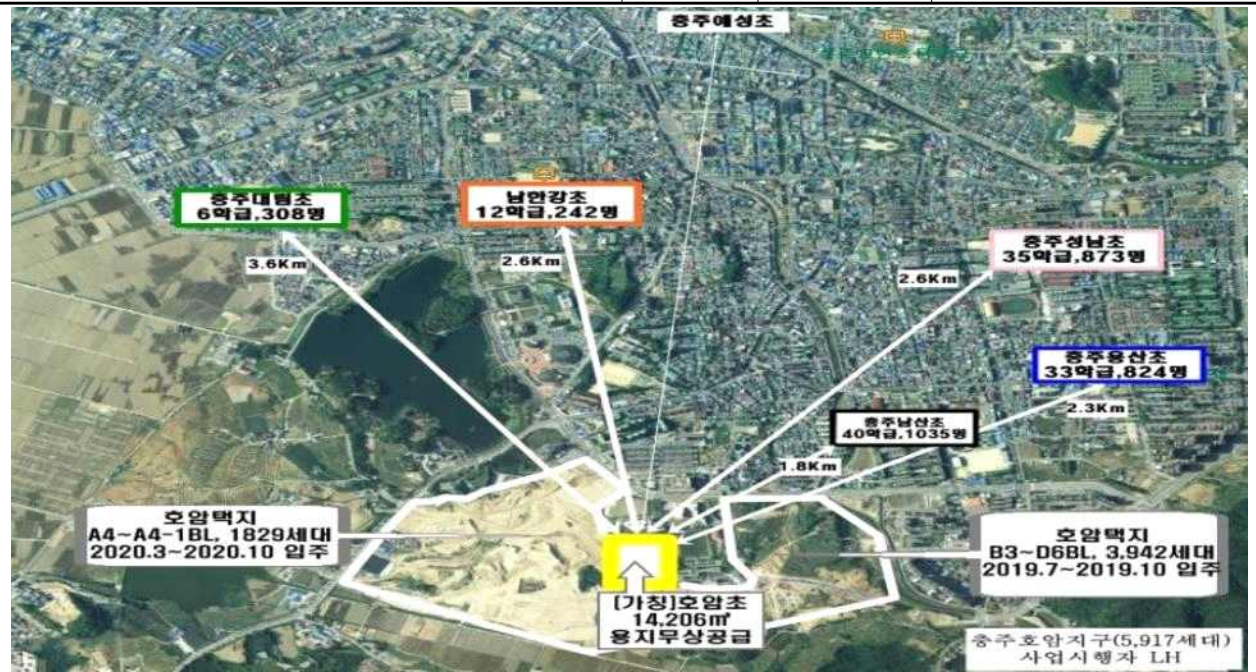 충주예성초
충주대림초
6학급,308명
남한강초
12학급,242명
충주성남초
35학급,873명
3.6Km
2.6Km
2.6Km
충주용산초
33학급,824명
2.3Km
충주남산초
40학급,1035명
1.8Km
호암택지
A4~A4-1BL, 1829세대
2020.3~2020.10 입주
호암택지
B3~D6BL, 3,942세대
2019.7~2019.10 입주
[가칭]호암초
14,206㎡
용지무상공급
충주호암지구(5,917세대)
사업시행자 LH